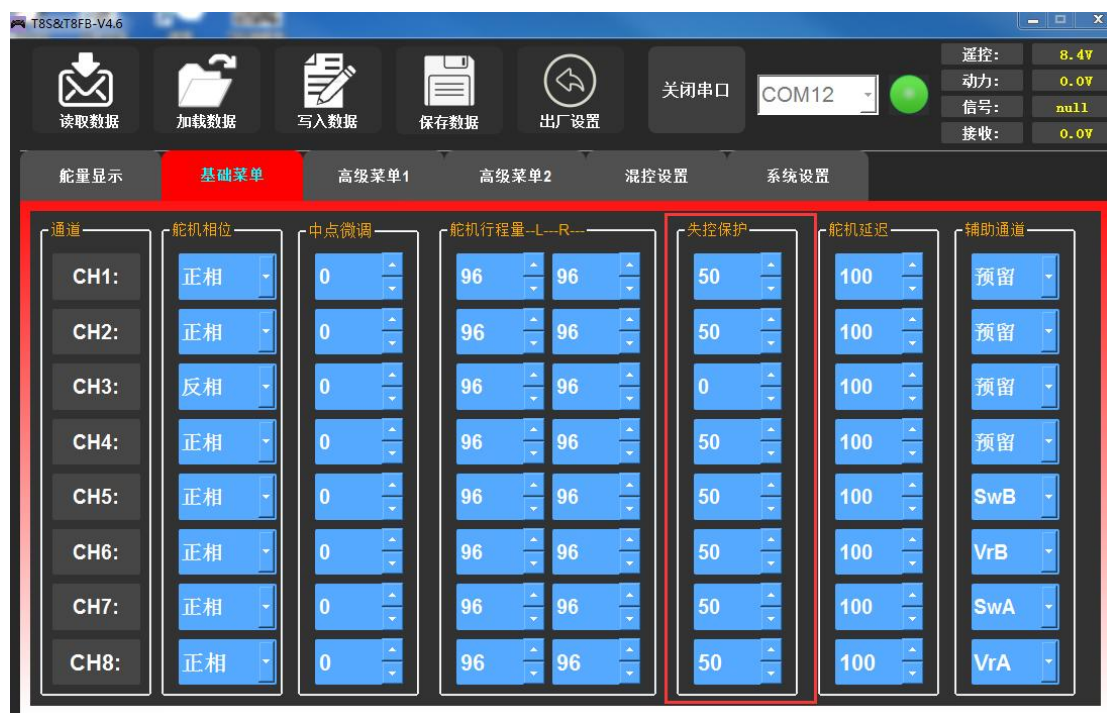 T8S&T8FB-V4.6
读取数据 加载数据 写入数据 保存数据 出厂设置 关闭串口 COM12
遥控: 8.4V
动力: 0.0V
信号: null
接收: 0.0V
舵量显示 基础菜单 高级菜单1 高级菜单2 混控设置 系统设置
通道 舵机相位 中点微调 舵机行程量--L---R--- 失控保护 舵机延迟 辅助通道
CH1: 正相 0 96 96 50 100 预留
CH2: 正相 0 96 96 50 100 预留
CH3: 反相 0 96 96 0 100 预留
CH4: 正相 0 96 96 50 100 预留
CH5: 正相 0 96 96 50 100 SwB
CH6: 正相 0 96 96 50 100 VrB
CH7: 正相 0 96 96 50 100 SwA
CH8: 正相 0 96 96 50 100 VrA